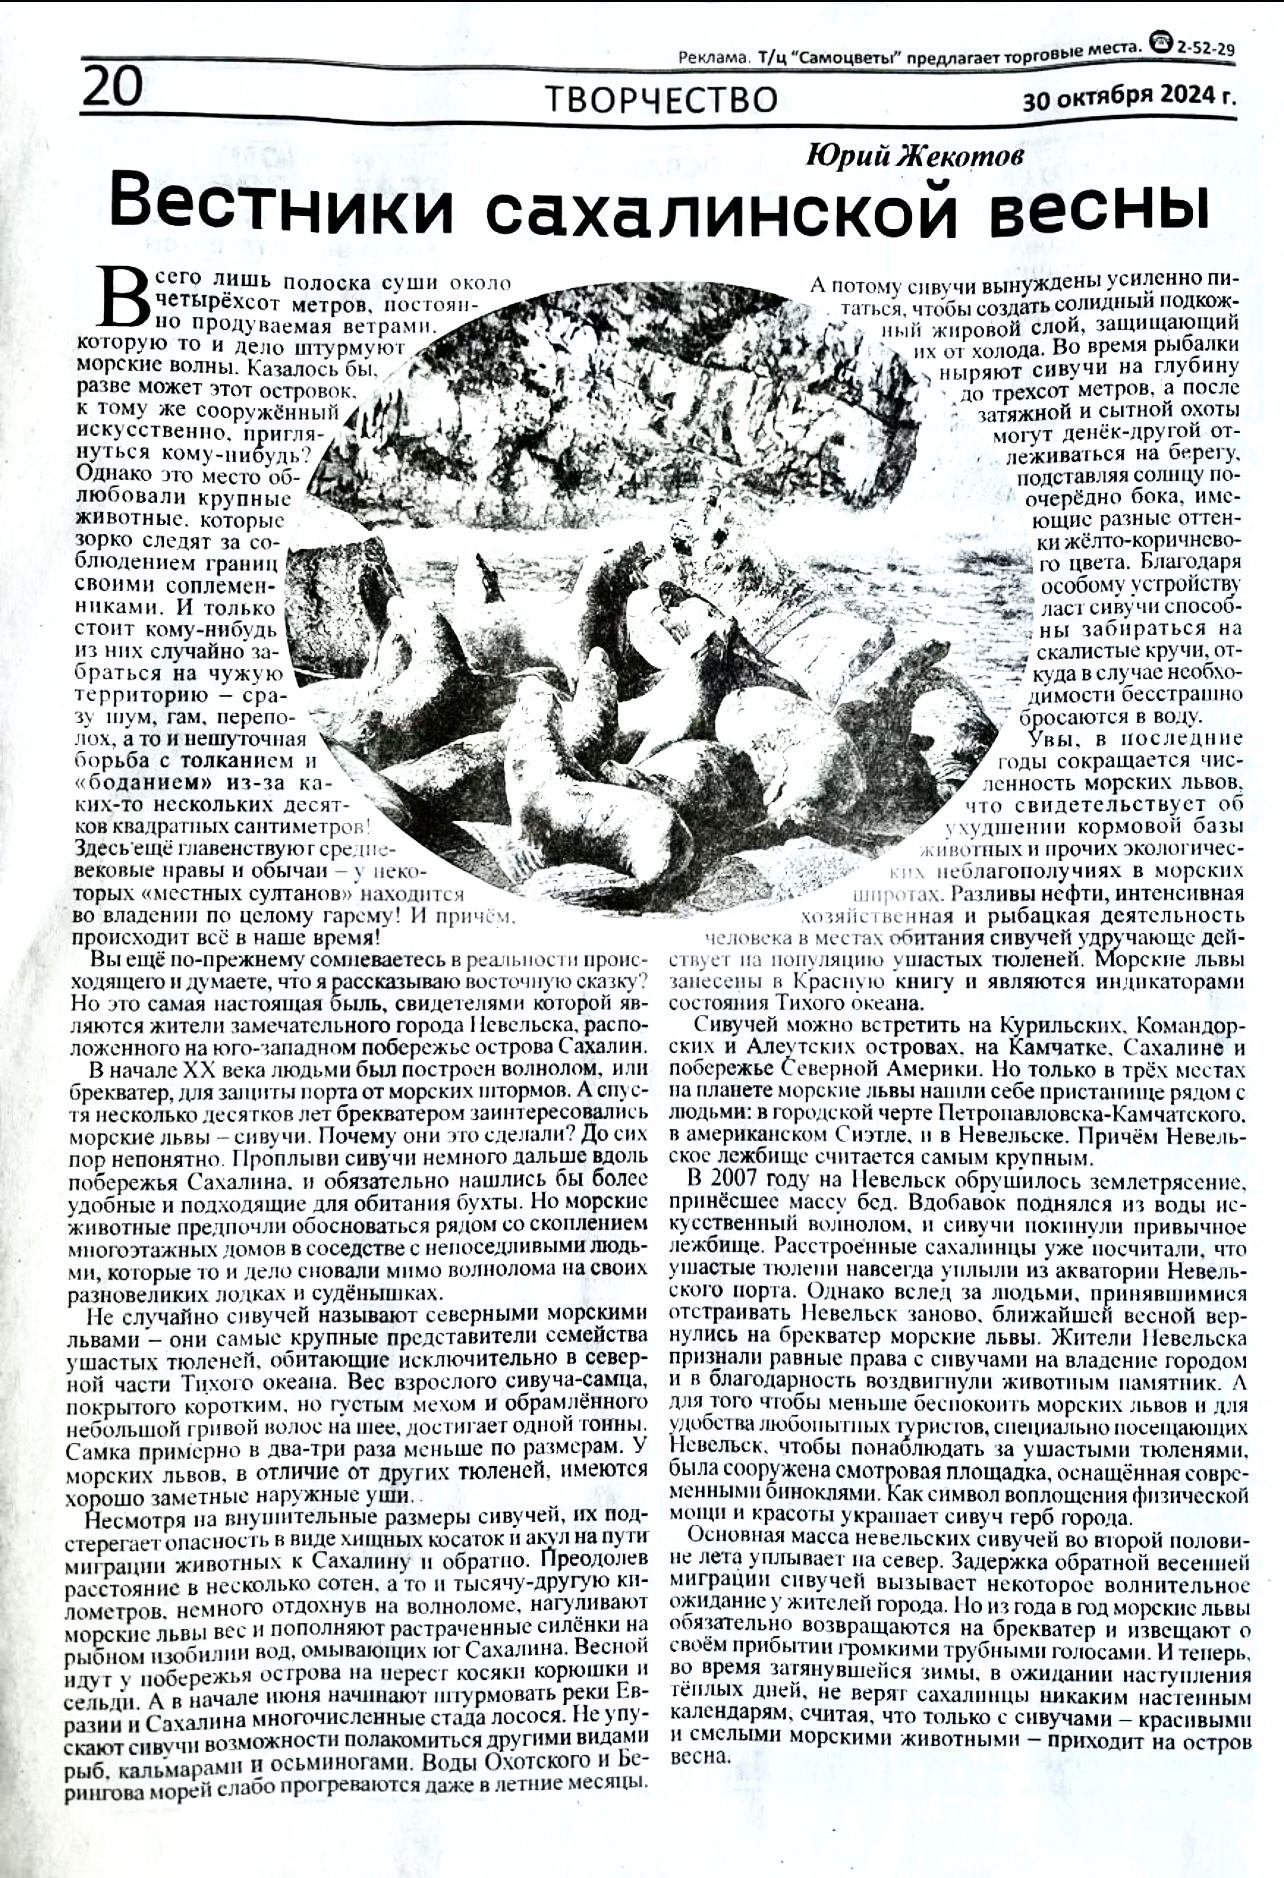 Реклама. Т/ц "Самоцветы" предлагает торговые места. 2-52-29
20
ТВОРЧЕСТВО
30 октября 2024 г.
Юрий Жекотов
Вестники сахалинской весны
Всего лишь полоска суши около
четырёхсот метров, постоян-
но продуваемая ветрами,
которую то и дело штурмуют
морские волны. Казалось бы,
разве может этот островок,
к тому же сооружённый
искусственно, пригля-
нуться кому-нибудь?
Однако это место об-
любовали крупные
животные, которые
зорко следят за со-
блюдением границ
своими соплемен-
никами. И только
стоит кому-нибудь
из них случайно за-
браться на чужую
территорию – сра-
зу шум, гам, перепо-
лох, а то и нешуточная
борьба с толканием и
«боданием» из-за ка-
ких-то нескольких десят-
ков квадратных сантиметров!
Здесь ещё главенствуют средне-
вековые нравы и обычаи – у неко-
торых «местных султанов» находится
во владении по целому гарему! И причём,
происходит всё в наше время!
Вы ещё по-прежнему сомневаетесь в реальности проис-
ходящего и думаете, что я рассказываю восточную сказку?
Но это самая настоящая быль, свидетелями которой яв-
ляются жители замечательного города Невельска, распо-
ложенного на юго-западном побережье острова Сахалин.
В начале XX века людьми был построен волнолом, или
брекватер, для защиты порта от морских штормов. А спус-
тя несколько десятков лет брекватером заинтересовались
морские львы – сивучи. Почему они это сделали? До сих
пор непонятно. Проплыви сивучи немного дальше вдоль
побережья Сахалина, и обязательно нашлись бы более
удобные и подходящие для обитания бухты. Но морские
животные предпочли обосноваться рядом со скоплением
многоэтажных домов в соседстве с непоседливыми людь-
ми, которые то и дело сновали мимо волнолома на своих
разновеликих лодках и судёнышках.
Не случайно сивучей называют северными морскими
львами – они самые крупные представители семейства
ушастых тюленей, обитающие исключительно в север-
ной части Тихого океана. Вес взрослого сивуча-самца,
покрытого коротким, но густым мехом и обрамлённого
небольшой гривой волос на шее, достигает одной тонны.
Самка примерно в два-три раза меньше по размерам. У
морских львов, в отличие от других тюленей, имеются
хорошо заметные наружные уши.
Несмотря на внушительные размеры сивучей, их под-
стерегает опасность в виде хищных косаток и акул на пути
миграции животных к Сахалину и обратно. Преодолев
расстояние в несколько сотен, а то и тысячу-другую ки-
лометров, немного отдохнув на волноломе, нагуливают
морские львы вес и пополняют растраченные силёнки на
рыбном изобилии вод, омывающих юг Сахалина. Весной
идут у побережья острова на нерест косяки корюшки и
сельди. А в начале июня начинают штурмовать реки Ев-
разии и Сахалина многочисленные стада лосося. Не упу-
скают сивучи возможности полакомиться другими видами
рыб, кальмарами и осьминогами. Воды Охотского и Бе-
рингова морей слабо прогреваются даже в летние месяцы.
А потому сивучи вынуждены усиленно пи-
таться, чтобы создать солидный подкож-
ный жировой слой, защищающий
их от холода. Во время рыбалки
ныряют сивучи на глубину
до трехсот метров, а после
затяжной и сытной охоты
могут денёк-другой от-
леживаться на берегу,
подставляя солнцу по-
очерёдно бока, име-
ющие разные оттен-
ки жёлто-коричнево-
го цвета. Благодаря
особому устройству
ласт сивучи способ-
ны забираться на
скалистые кручи, от-
куда в случае необхо-
димости бесстрашно
бросаются в воду.
Увы, в последние
годы сокращается чис-
ленность морских львов,
что свидетельствует об
ухудшении кормовой базы
животных и прочих экологичес-
ких неблагополучиях в морских
широтах. Разливы нефти, интенсивная
хозяйственная и рыбацкая деятельность
человека в местах обитания сивучей удручающе дей-
ствует на популяцию ушастых тюленей. Морские львы
занесены в Красную книгу и являются индикаторами
состояния Тихого океана.
Сивучей можно встретить на Курильских, Командор-
ских и Алеутских островах, на Камчатке, Сахалине и
побережье Северной Америки. Но только в трёх местах
на планете морские львы нашли себе пристанище рядом с
людьми: в городской черте Петропавловска-Камчатского,
в американском Сиэтле, и в Невельске. Причём Невель-
ское лежбище считается самым крупным.
В 2007 году на Невельск обрушилось землетрясение,
принёсшее массу бед. Вдобавок поднялся из воды ис-
кусственный волнолом, и сивучи покинули привычное
лежбище. Расстроенные сахалинцы уже посчитали, что
ушастые тюлени навсегда уплыли из акватории Невель-
ского порта. Однако вслед за людьми, принявшимися
отстраивать Невельск заново, ближайшей весной вер-
нулись на брекватер морские львы. Жители Невельска
признали равные права с сивучами на владение городом
и в благодарность воздвигнули животным памятник. А
для того чтобы меньше беспокоить морских львов и для
удобства любопытных туристов, специально посещающих
Невельск, чтобы понаблюдать за ушастыми тюленями,
была сооружена смотровая площадка, оснащённая совре-
менными биноклями. Как символ воплощения физической
мощи и красоты украшает сивуч герб города.
Основная масса невельских сивучей во второй полови-
не лета уплывает на север. Задержка обратной весенней
миграции сивучей вызывает некоторое волнительное
ожидание у жителей города. Но из года в год морские львы
обязательно возвращаются на брекватер и извещают о
своём прибытии громкими трубными голосами. И теперь,
во время затянувшейся зимы, в ожидании наступления
тёплых дней, не верят сахалинцы никаким настенным
календарям, считая, что только с сивучами – красивыми
и смелыми морскими животными – приходит на остров
весна.